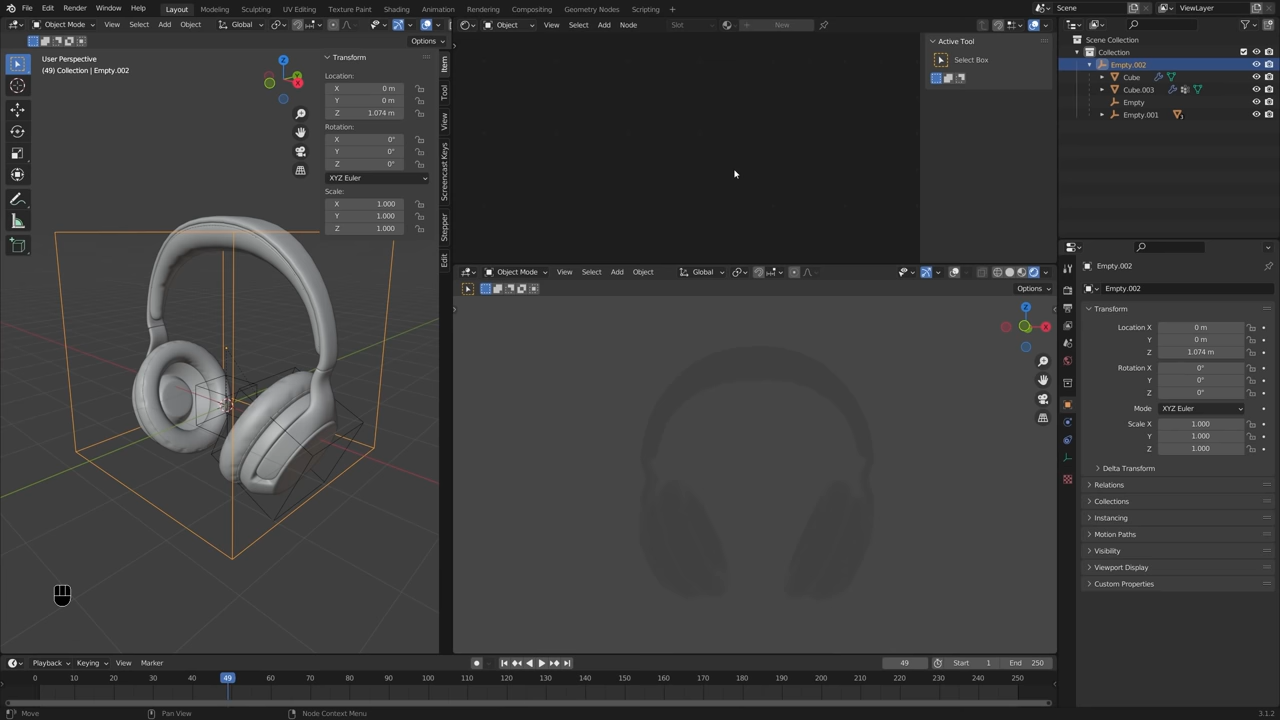 File Edit Render Window Help Layout Modeling Sculpting UV Editing Texture Paint Shading Animation Rendering Compositing Geometry Nodes Scripting Scene ViewLayer
Object Mode View Select Add Object Global
Object View Select Add Node Slot New
Options
User Perspective
(49) Collection | Empty.002
Transform
Location:
X 0 m
Y 0 m
Z 1.074 m
Rotation:
X 0°
Y 0°
Z 0°
XYZ Euler
Scale:
X 1.000
Y 1.000
Z 1.000
Item
Tool
View
Screencast Keys
Stepper
Edit
Active Tool
Select Box
Object Mode View Select Add Object Global
Options
Z
X
Y
Z
X
Scene Collection
Collection
Empty.002
Cube
Cube.003
Empty
Empty.001
3
Empty.002
Empty.002
Transform
Location X 0 m
Y 0 m
Z 1.074 m
Rotation X 0°
Y 0°
Z 0°
Mode XYZ Euler
Scale X 1.000
Y 1.000
Z 1.000
Delta Transform
Relations
Collections
Instancing
Motion Paths
Visibility
Viewport Display
Custom Properties
Playback Keying View Marker 49 Start 1 End 250
0 10 20 30 40 49 60 70 80 90 100 110 120 130 140 150 160 170 180 190 200 210 220 230 240 250
Move Pan View Node Context Menu 3.1.2